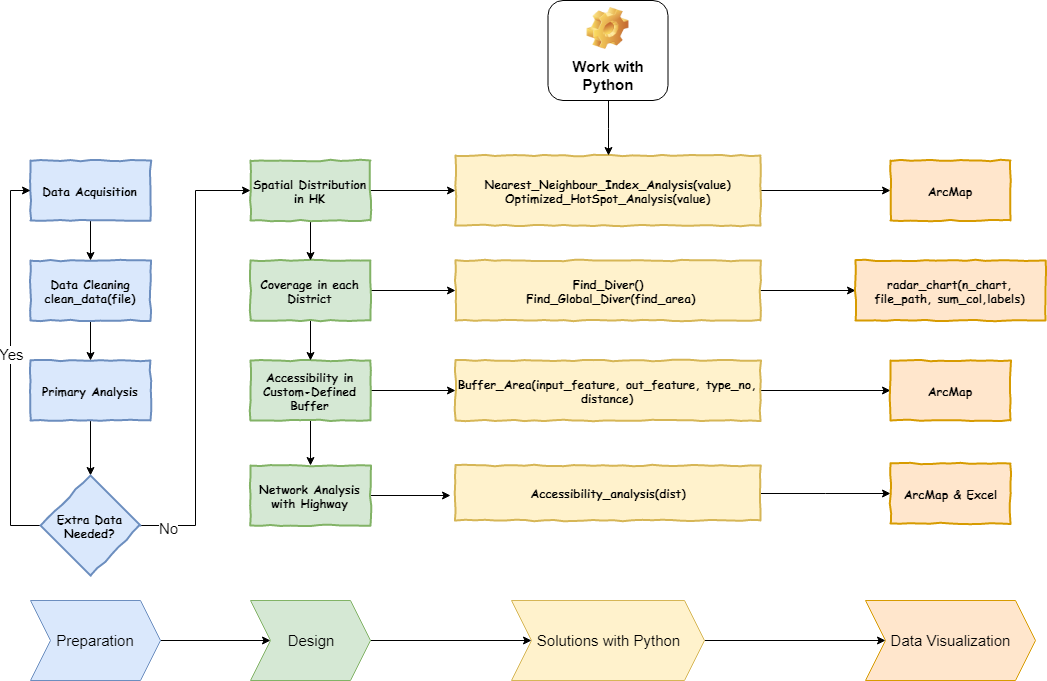 Work with
Python
Data Acquisition
Spatial Distribution
in HK
Nearest_Neighbour_Index_Analysis(value)
Optimized_HotSpot_Analysis(value)
ArcMap
Data Cleaning
clean_data(file)
Coverage in each
District
Find_Diver()
Find_Global_Diver(find_area)
radar_chart(n_chart,
file_path, sum_col,labels)
Yes
Primary Analysis
Accessibility in
Custom-Defined
Buffer
Buffer_Area(input_feature, out_feature, type_no,
distance)
ArcMap
Extra Data
Needed?
No
Network Analysis
with Highway
Accessibility_analysis(dist)
ArcMap & Excel
Preparation
Design
Solutions with Python
Data Visualization